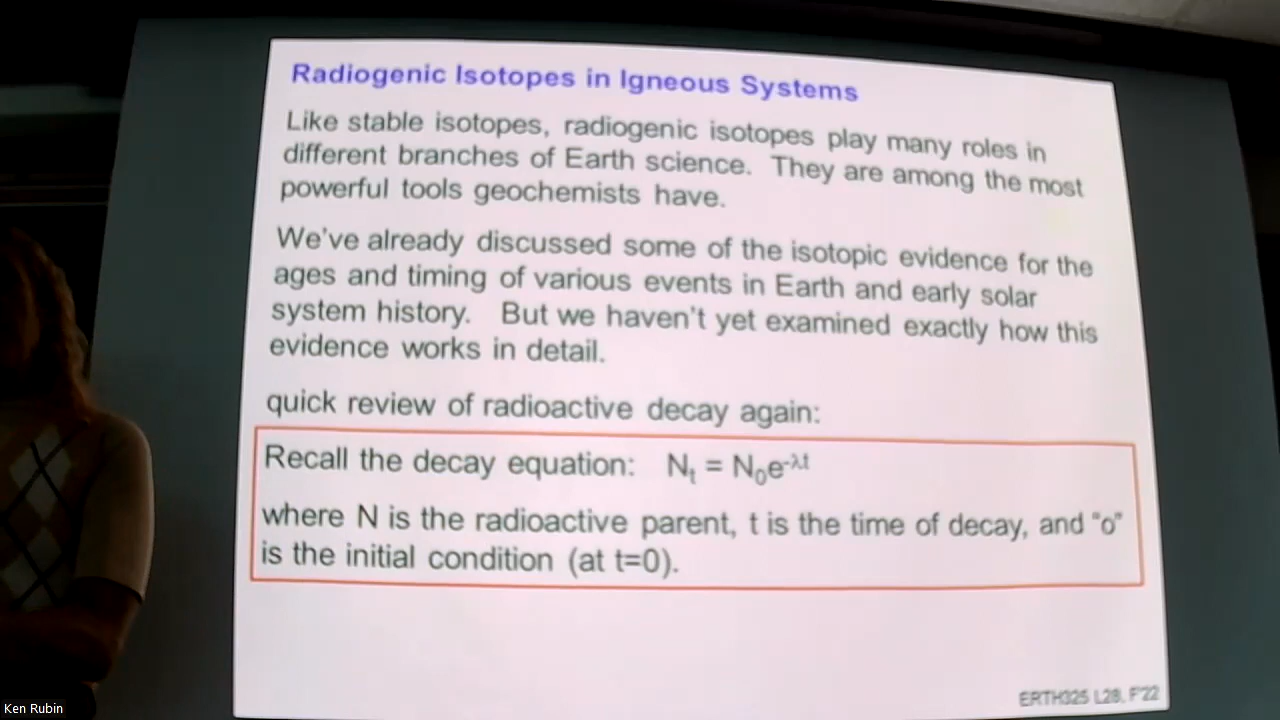 Radiogenic Isotopes in Igneous Systems
Like stable isotopes, radiogenic isotopes play many roles in
different branches of Earth science. They are among the most
powerful tools geochemists have.
We've already discussed some of the isotopic evidence for the
ages and timing of various events in Earth and early solar
system history. But we haven't yet examined exactly how this
evidence works in detail.
quick review of radioactive decay again:
Recall the decay equation: Nₜ = N₀e^-λt
where N is the radioactive parent, t is the time of decay, and "o"
is the initial condition (at t=0).
ERTH325 L28, F'22
Ken Rubin